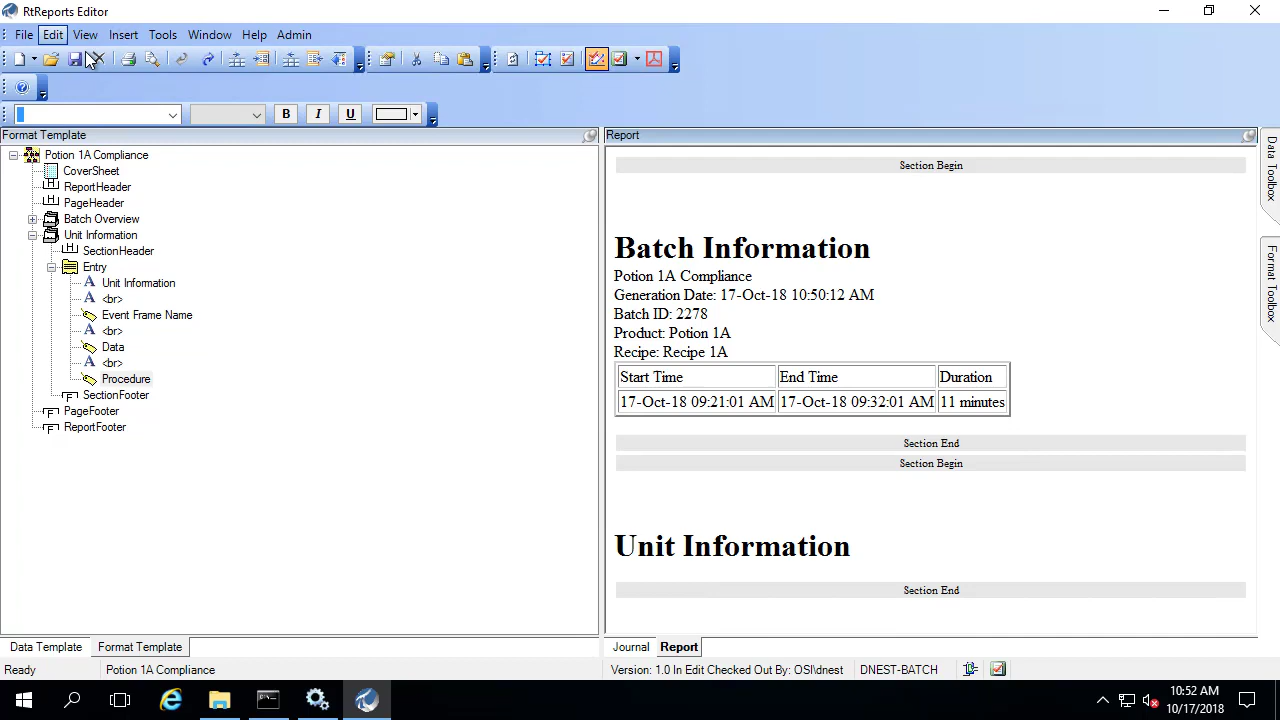 RtReports Editor
File Edit View Insert Tools Window Help Admin
B I U
Format Template
Report
Potion 1A Compliance
CoverSheet
ReportHeader
PageHeader
Batch Overview
Unit Information
SectionHeader
Entry
Unit Information
<br>
Event Frame Name
<br>
Data
<br>
Procedure
SectionFooter
PageFooter
ReportFooter
Section Begin
Batch Information
Potion 1A Compliance
Generation Date: 17-Oct-18 10:50:12 AM
Batch ID: 2278
Product: Potion 1A
Recipe: Recipe 1A
Start Time End Time Duration
17-Oct-18 09:21:01 AM 17-Oct-18 09:32:01 AM 11 minutes
Section End
Section Begin
Unit Information
Section End
Data Toolbox
Format Toolbox
Data Template Format Template
Journal Report
Ready Potion 1A Compliance
Version: 1.0 In Edit Checked Out By: OSI\dnest DNEST-BATCH
10:52 AM
10/17/2018